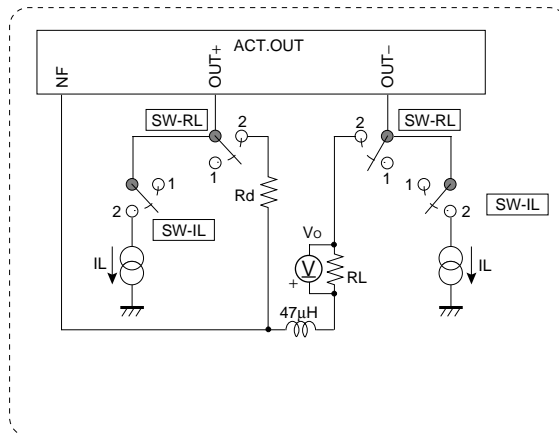 ACT.OUT
NF
OUT+
OUT−
SW-RL
2
1
2
SW-RL
1
1
2
SW-IL
Rd
1
2
SW-IL
IL
VO
V
+
RL
IL
47µH